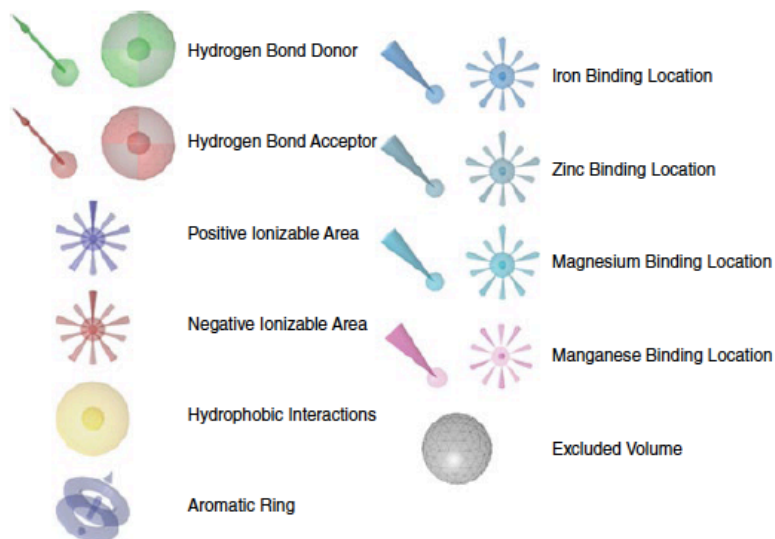 Hydrogen Bond Donor
Hydrogen Bond Acceptor
Positive Ionizable Area
Negative Ionizable Area
Hydrophobic Interactions
Aromatic Ring
Iron Binding Location
Zinc Binding Location
Magnesium Binding Location
Manganese Binding Location
Excluded Volume